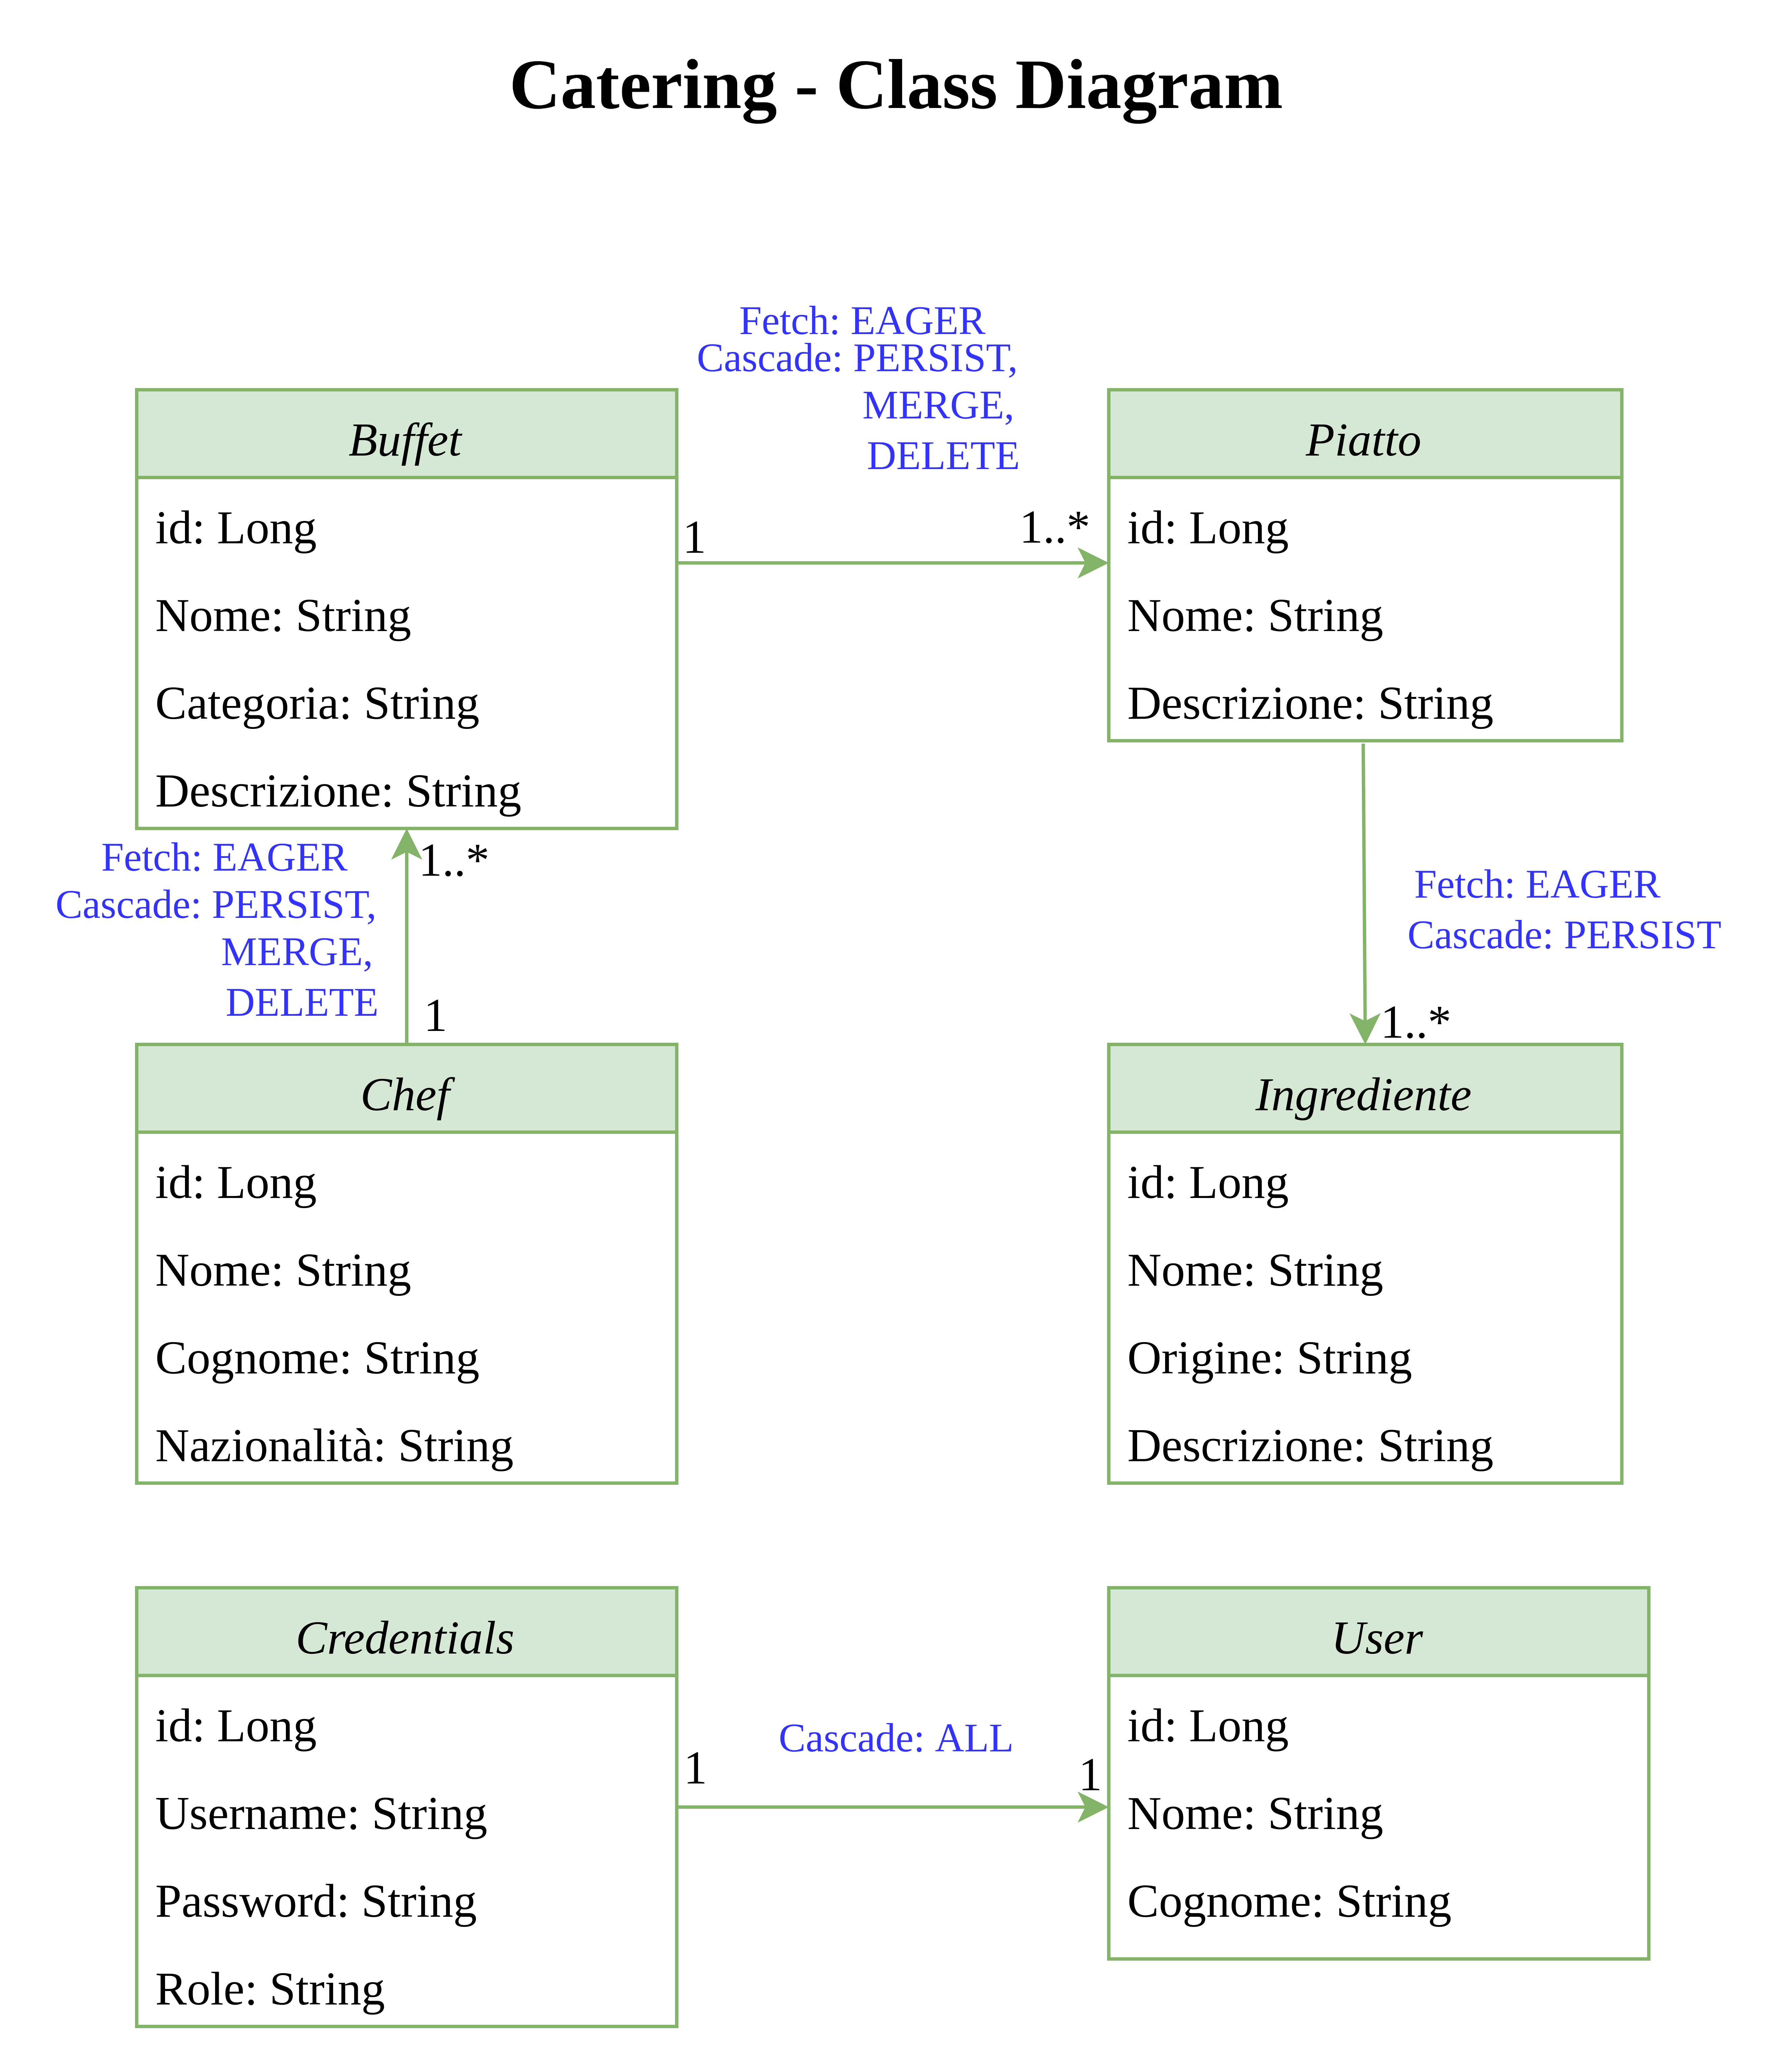 Catering - Class Diagram
Fetch: EAGER
Cascade: PERSIST,
MERGE,
DELETE
Buffet
id: Long
Nome: String
Categoria: String
Descrizione: String
1
1..*
Piatto
id: Long
Nome: String
Descrizione: String
Fetch: EAGER
Cascade: PERSIST,
MERGE,
DELETE
1..*
1
Fetch: EAGER
Cascade: PERSIST
1..*
Chef
id: Long
Nome: String
Cognome: String
Nazionalità: String
Ingrediente
id: Long
Nome: String
Origine: String
Descrizione: String
Credentials
id: Long
Username: String
Password: String
Role: String
Cascade: ALL
1
1
User
id: Long
Nome: String
Cognome: String